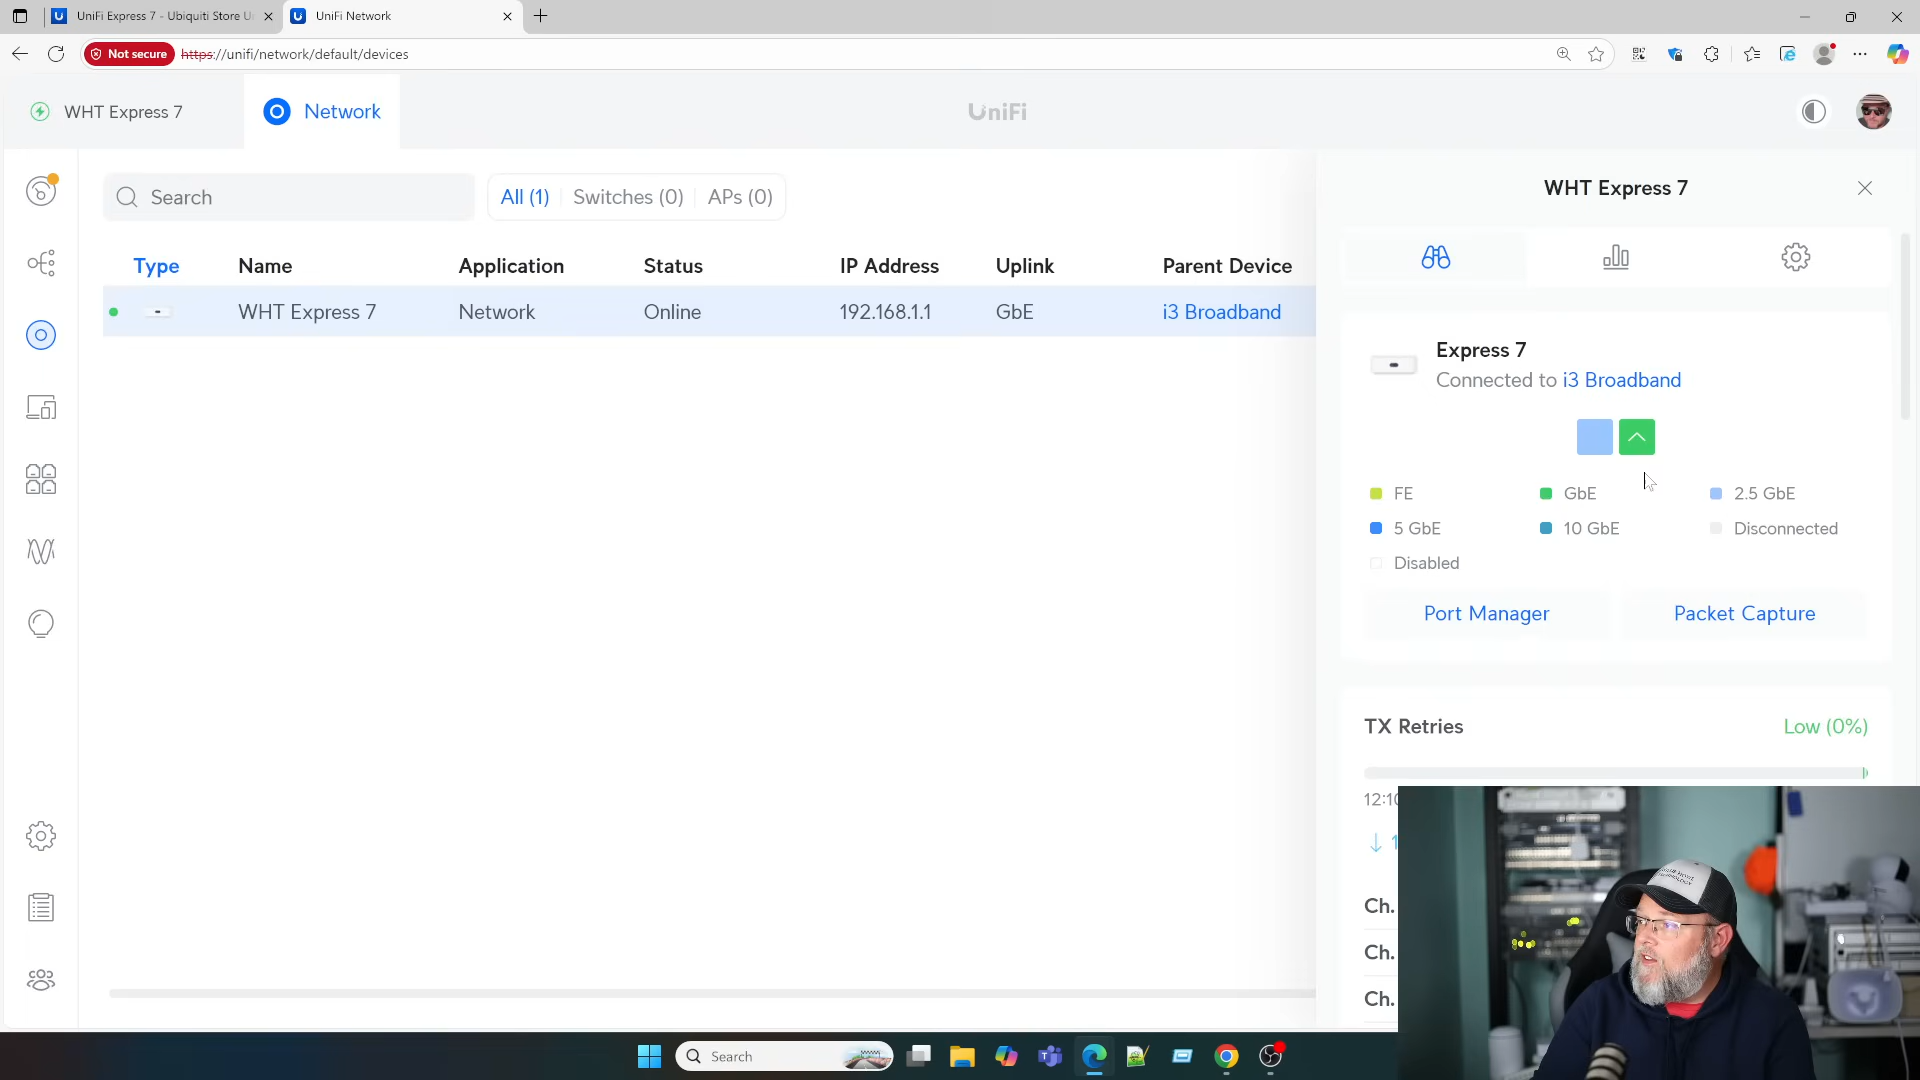 UniFi Express 7 - Ubiquiti Store U
UniFi Network
Not secure
https://unifi/network/default/devices
WHT Express 7
Network
UniFi
Search
All (1)
Switches (0)
APs (0)
WHT Express 7
Type
Name
Application
Status
IP Address
Uplink
Parent Device
WHT Express 7
Network
Online
192.168.1.1
GbE
i3 Broadband
Express 7
Connected to i3 Broadband
FE
GbE
2.5 GbE
5 GbE
10 GbE
Disconnected
Disabled
Port Manager
Packet Capture
TX Retries
Low (0%)
12:10
↓ 1
Ch.
Ch.
Ch.
Search